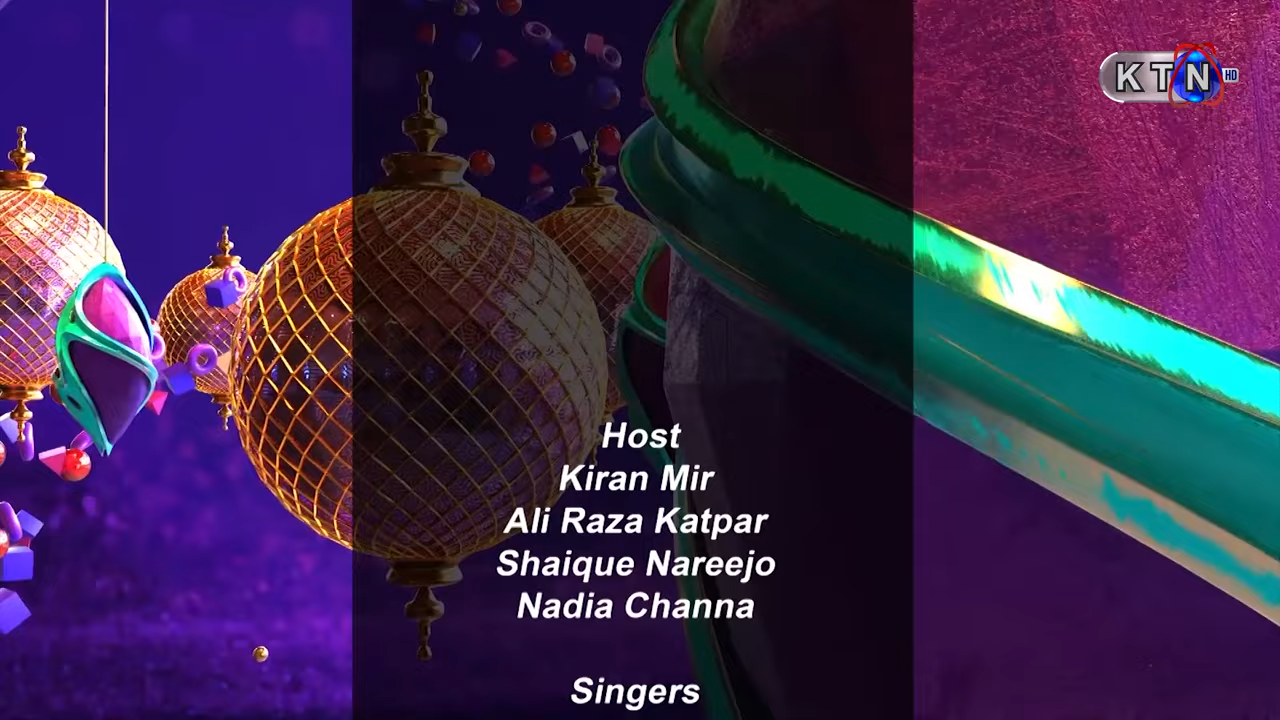 KTN HD
Host
Kiran Mir
Ali Raza Katpar
Shaique Nareejo
Nadia Channa
Singers